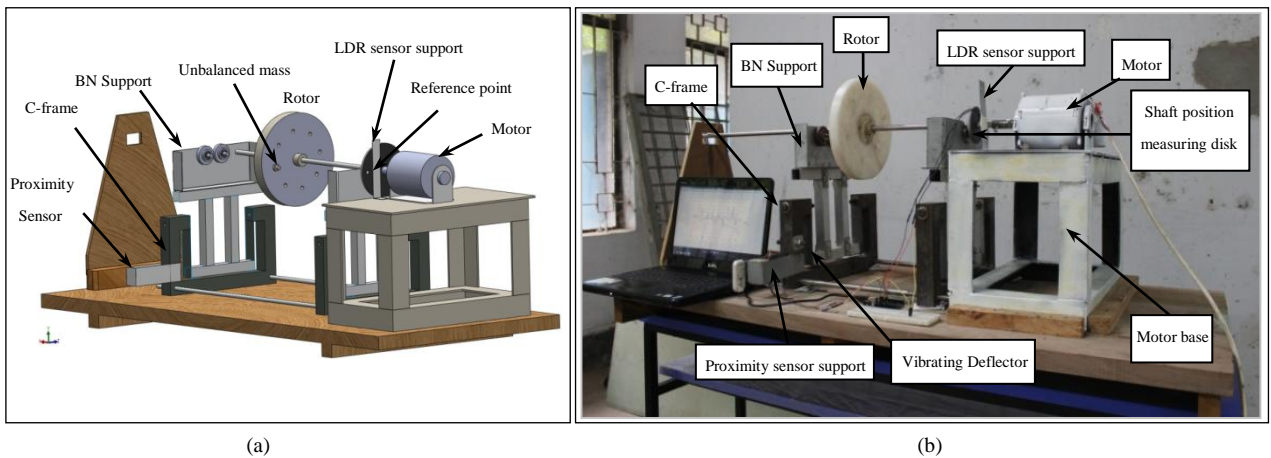 LDR sensor support
Unbalanced mass
BN Support
Reference point
Rotor
C-frame
Motor
Proximity
Sensor
(a)
Rotor
LDR sensor support
BN Support
Motor
C-frame
Shaft position
measuring disk
Motor base
Proximity sensor support
Vibrating Deflector
(b)